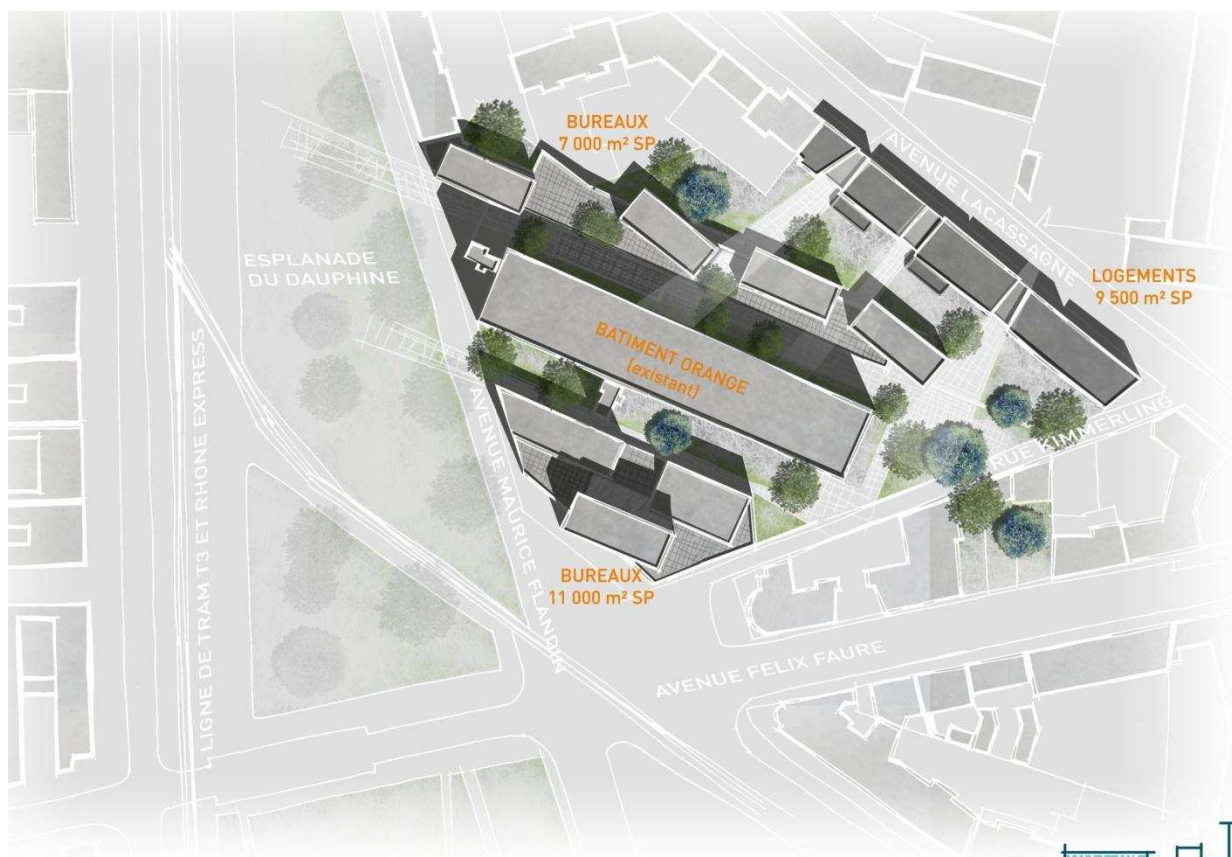 BUREAUX
7 000 m² SP
AVENUE LACASSAGNE
ESPLANADE
DU DAUPHINE
LOGEMENTS
9 500 m² SP
BATIMENT ORANGE
(existant)
LIGNE DE TRAM T3 ET RHONE EXPRESS
AVENUE MAURICE FLANDIN
RUE KIMMERLING
BUREAUX
11 000 m² SP
AVENUE FELIX FAURE